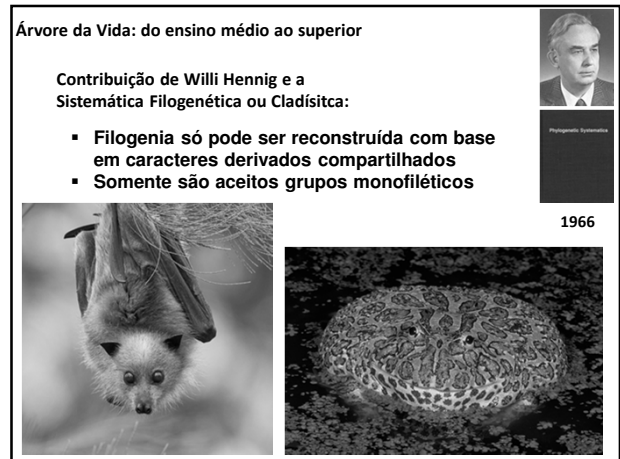 Árvore da Vida: do ensino médio ao superior
Contribuição de Willi Hennig e a
Sistemática Filogenética ou Cladísitca:
▪ Filogenia só pode ser reconstruída com base
em caracteres derivados compartilhados
▪ Somente são aceitos grupos monofiléticos
Phylogenetic Systematics
1966